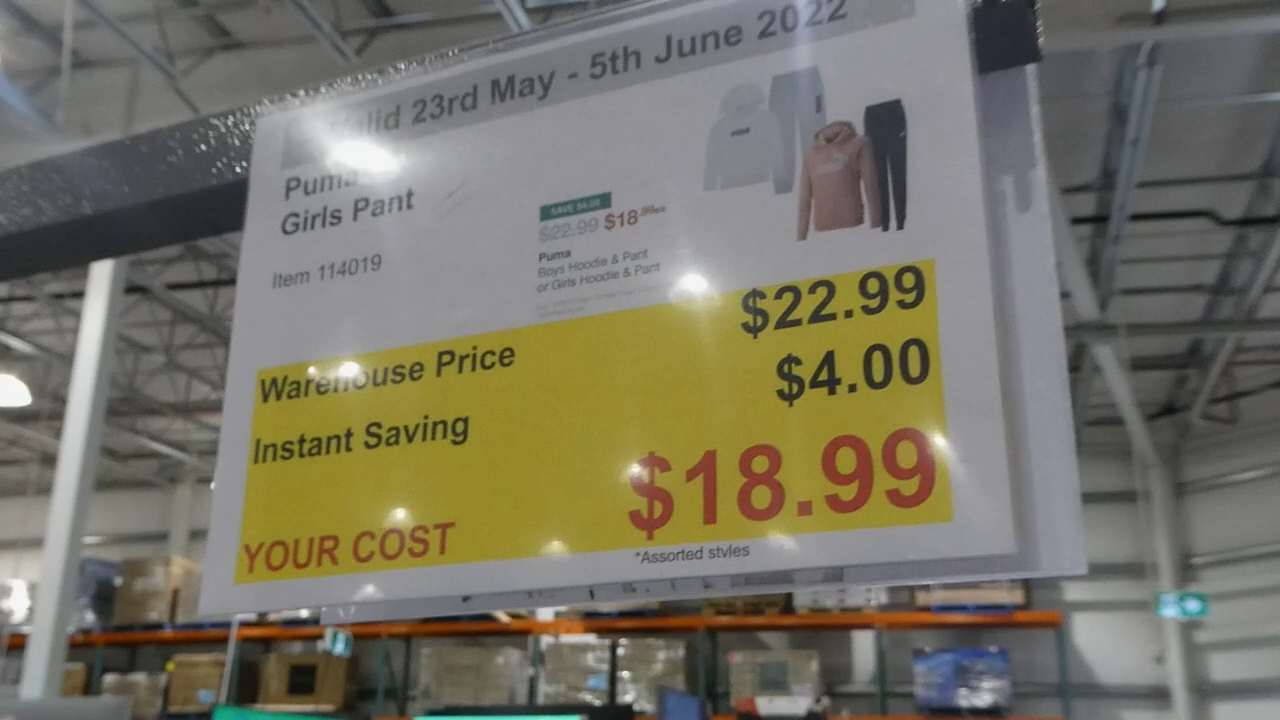 Valid 23rd May - 5th June 2022
Puma
Girls Pant
Item 114019
SAVE $4.00
$22.99 $18.99ea
Puma
Boys Hoodie & Pant
or Girls Hoodie & Pant
Warehouse Price $22.99
Instant Saving $4.00
YOUR COST $18.99
*Assorted styles